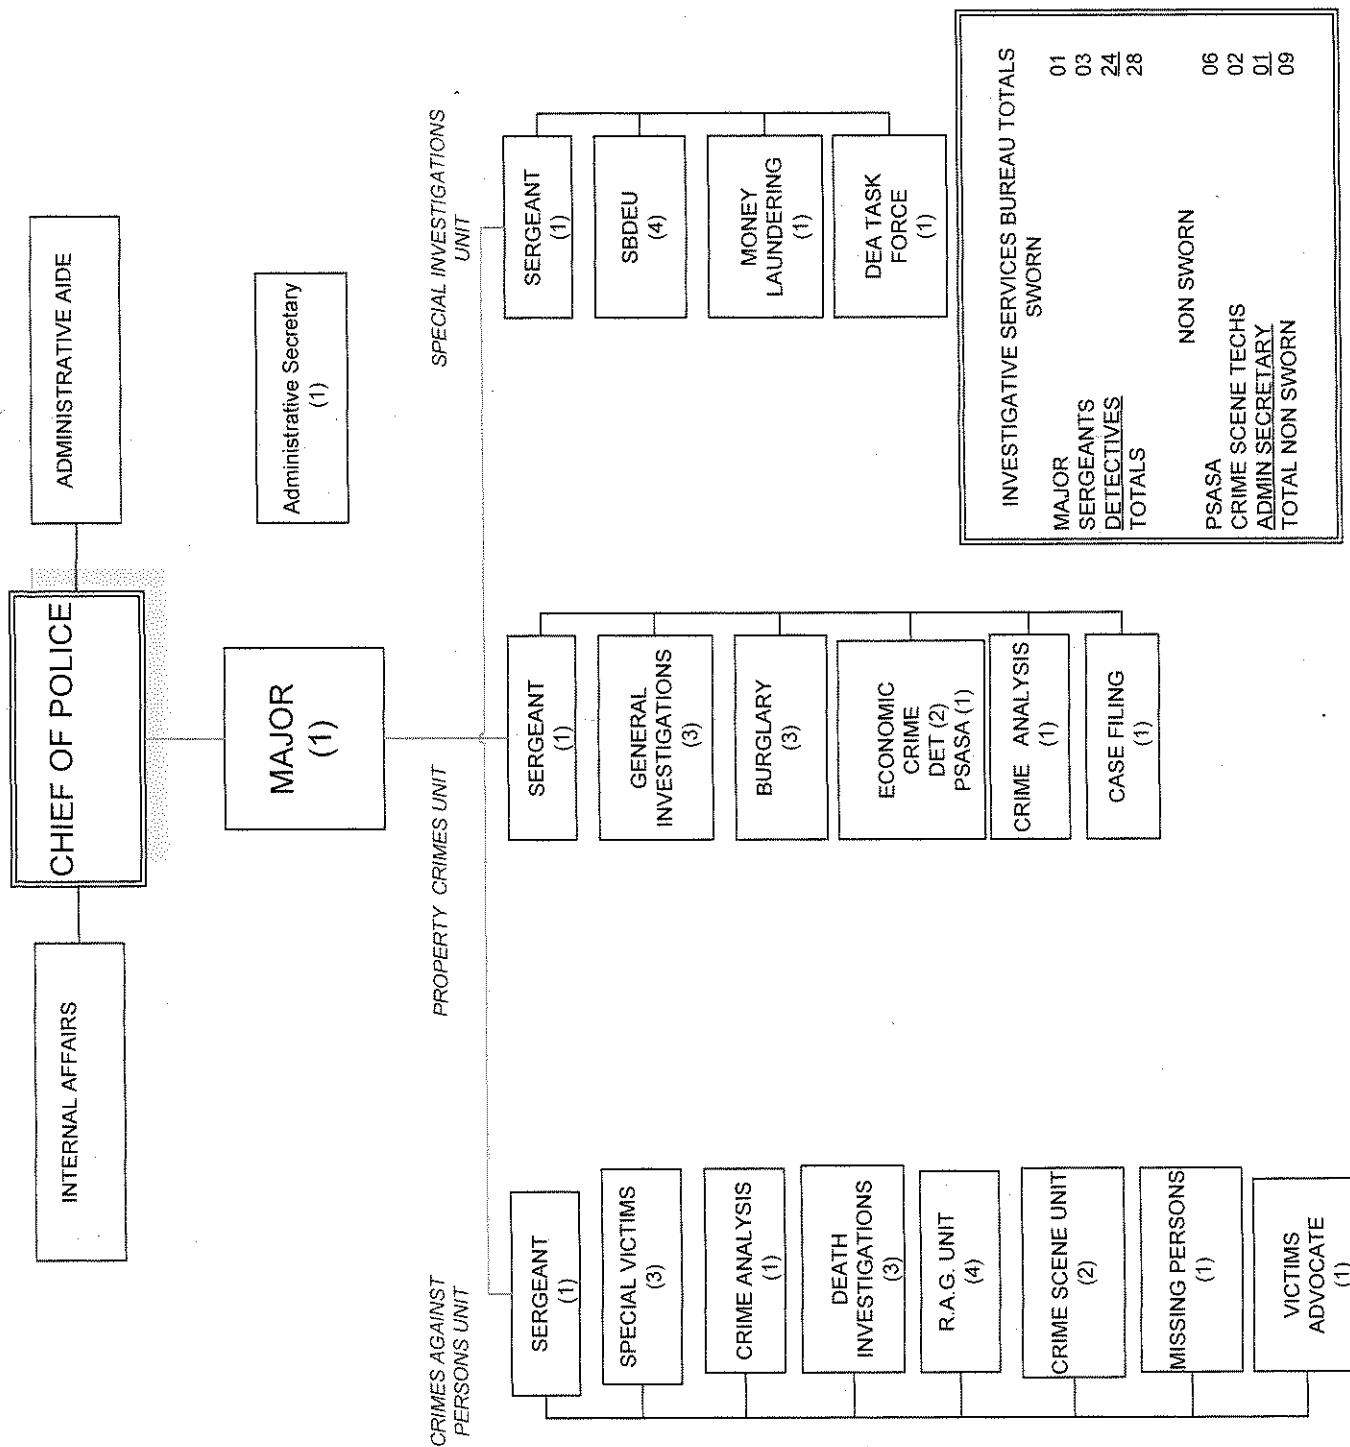 INTERNAL AFFAIRS
CHIEF OF POLICE
ADMINISTRATIVE AIDE
MAJOR
(1)
Administrative Secretary
(1)
CRIMES AGAINST
PERSONS UNIT
SERGEANT
(1)
SPECIAL VICTIMS
(3)
CRIME ANALYSIS
(1)
DEATH
INVESTIGATIONS
(3)
R.A.G. UNIT
(4)
CRIME SCENE UNIT
(2)
MISSING PERSONS
(1)
VICTIMS
ADVOCATE
(1)
PROPERTY CRIMES UNIT
SERGEANT
(1)
GENERAL
INVESTIGATIONS
(3)
BURGLARY
(3)
ECONOMIC
CRIME
DET (2)
PSASA (1)
CRIME ANALYSIS
(1)
CASE FILING
(1)
SPECIAL INVESTIGATIONS
UNIT
SERGEANT
(1)
SBDEU
(4)
MONEY
LAUNDERING
(1)
DEA TASK
FORCE
(1)
INVESTIGATIVE SERVICES BUREAU TOTALS
SWORN
MAJOR 01
SERGEANTS 03
DETECTIVES 24
TOTALS 28
NON SWORN
PSASA 06
CRIME SCENE TECHS 02
ADMIN SECRETARY 01
TOTAL NON SWORN 09